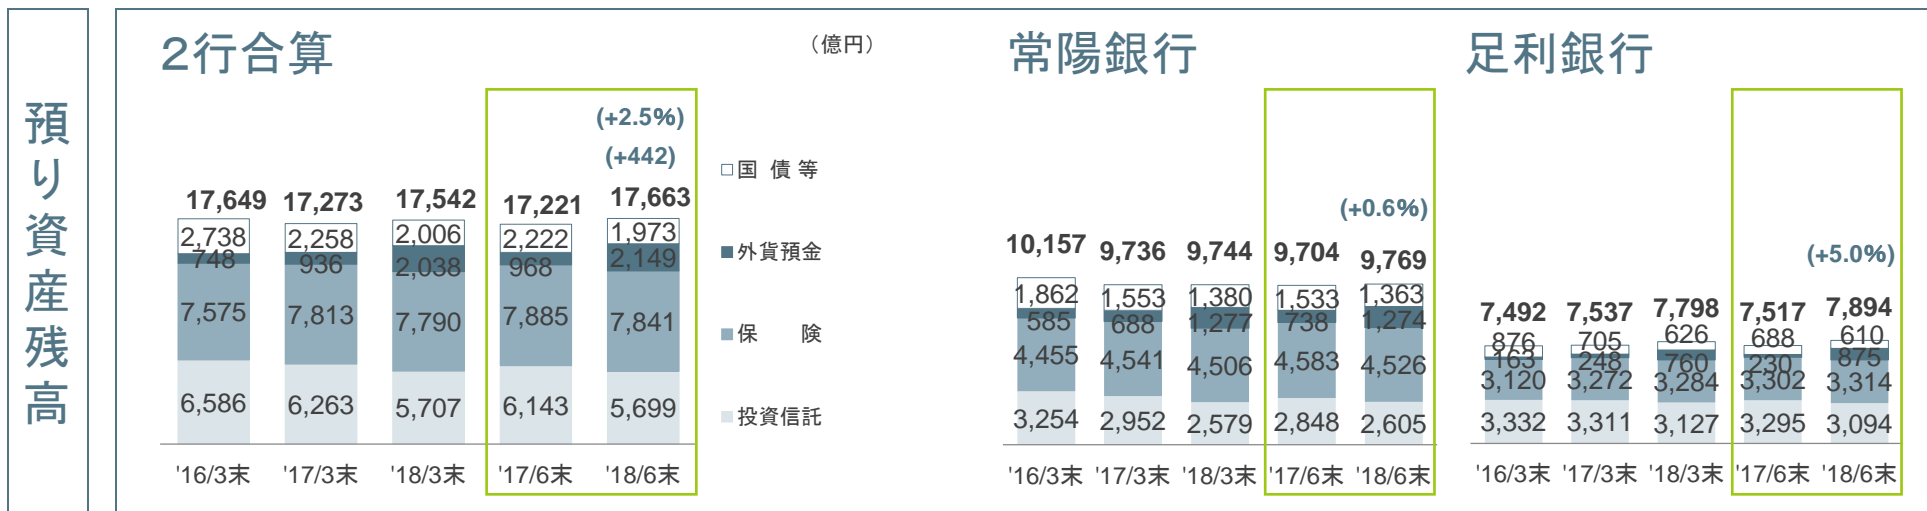 預り資産残高
2行合算
（億円）
(+2.5%)
(+442)
17,649 17,273 17,542 17,221 17,663
2,738 2,258 2,006 2,222 1,973
748 936 2,038 968 2,149
7,575 7,813 7,790 7,885 7,841
6,586 6,263 5,707 6,143 5,699
'16/3末 '17/3末 '18/3末 '17/6末 '18/6末
国 債 等
外貨預金
保 険
投資信託
常陽銀行
(+0.6%)
10,157 9,736 9,744 9,704 9,769
1,862 1,553 1,380 1,533 1,363
585 688 1,277 738 1,274
4,455 4,541 4,506 4,583 4,526
3,254 2,952 2,579 2,848 2,605
'16/3末 '17/3末 '18/3末 '17/6末 '18/6末
足利銀行
(+5.0%)
7,492 7,537 7,798 7,517 7,894
876 705 626 688 610
163 248 760 230 875
3,120 3,272 3,284 3,302 3,314
3,332 3,311 3,127 3,295 3,094
'16/3末 '17/3末 '18/3末 '17/6末 '18/6末